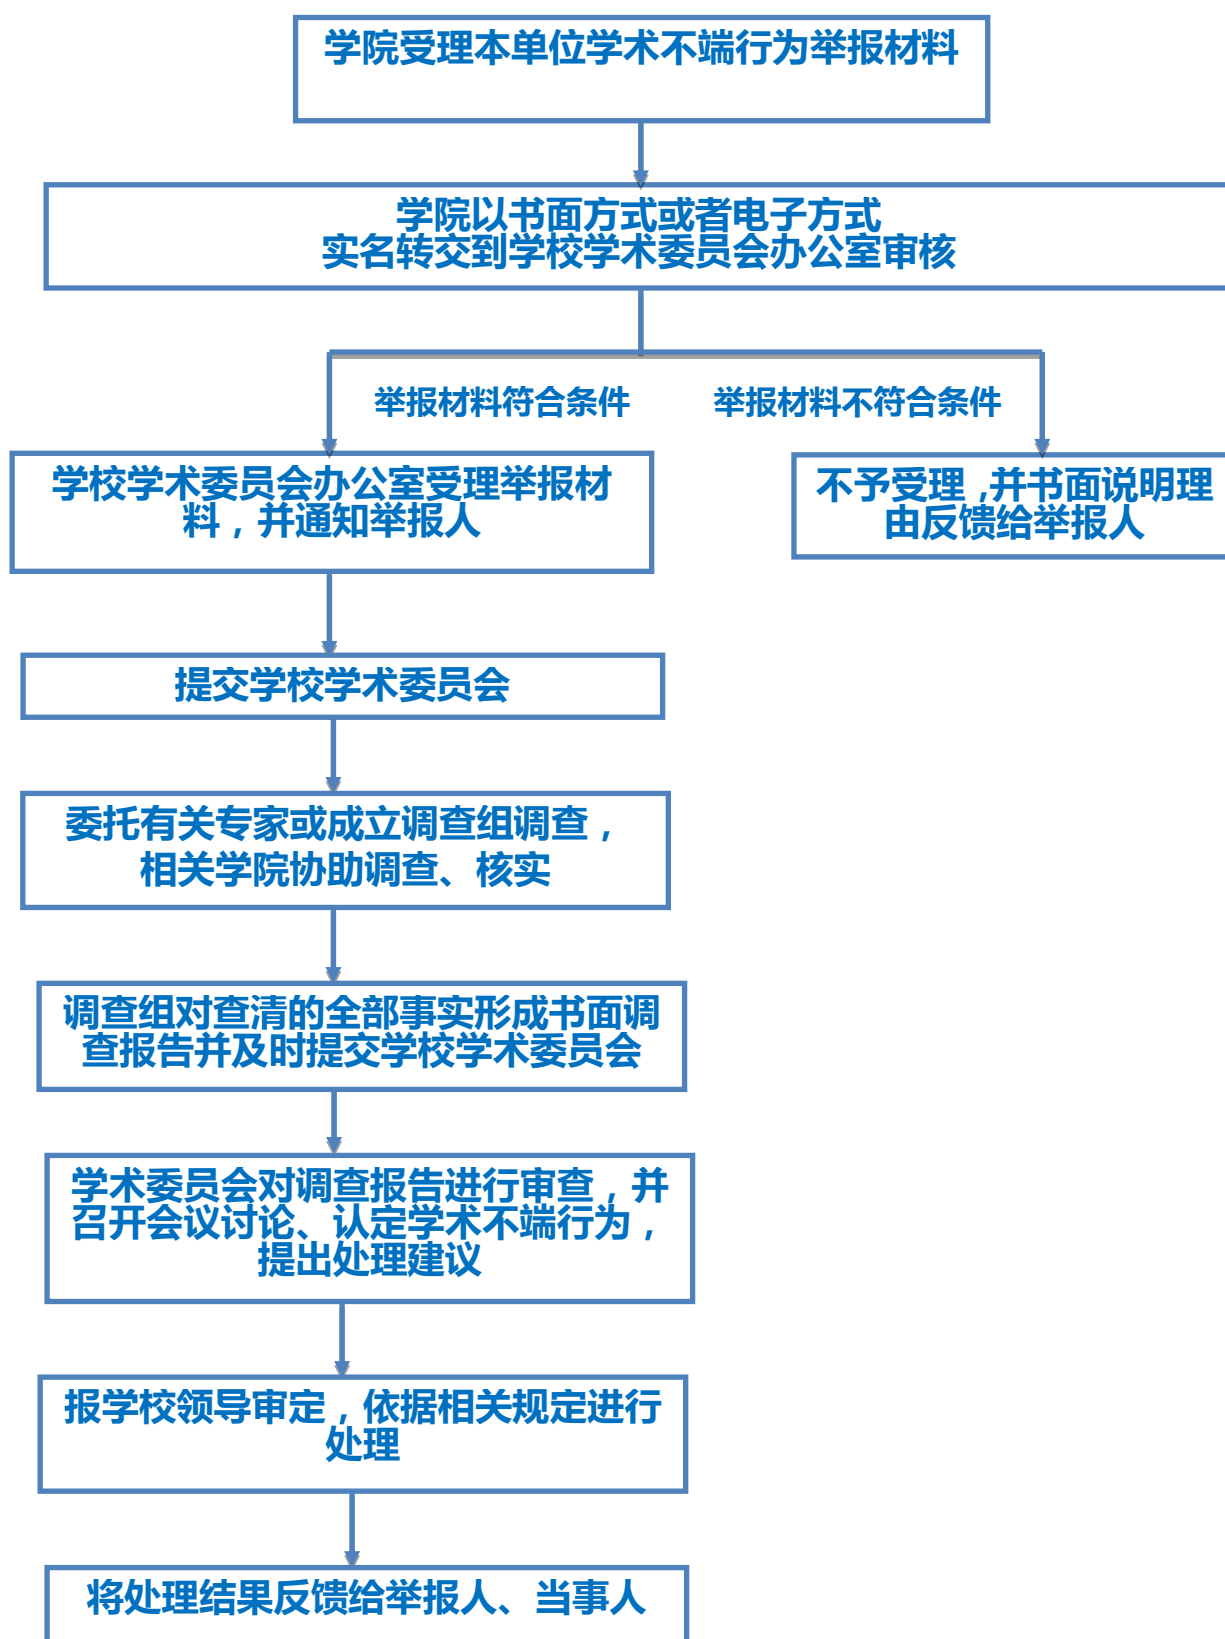 学院受理本单位学术不端行为举报材料
学院以书面方式或者电子方式
实名转交到学校学术委员会办公室审核
举报材料符合条件
举报材料不符合条件
学校学术委员会办公室受理举报材
料，并通知举报人
不予受理，并书面说明理
由反馈给举报人
提交学校学术委员会
委托有关专家或成立调查组调查，
相关学院协助调查、核实
调查组对查清的全部事实形成书面调
查报告并及时提交学校学术委员会
学术委员会对调查报告进行审查，并
召开会议讨论、认定学术不端行为，
提出处理建议
报学校领导审定，依据相关规定进行
处理
将处理结果反馈给举报人、当事人